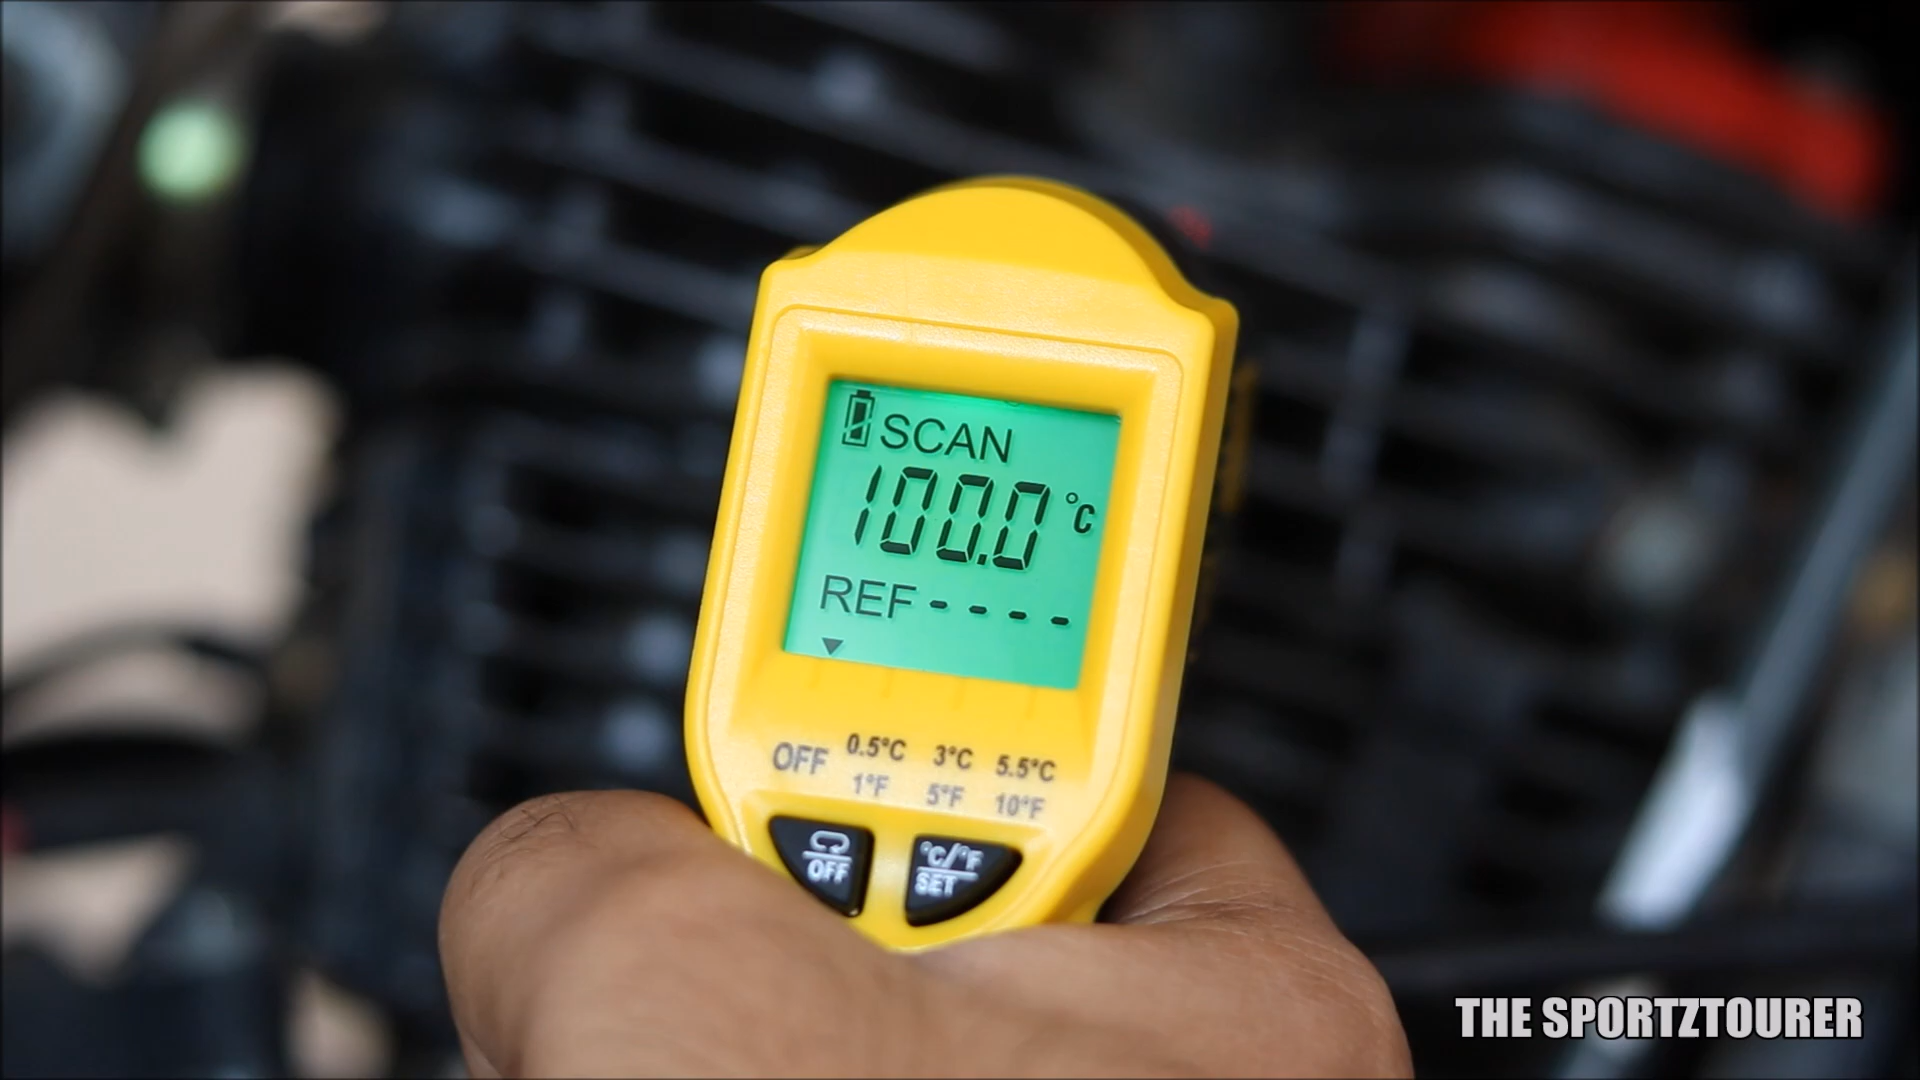 SCAN
100.0 °C
REF - - - -
OFF 0.5°C 3°C 5.5°C
1°F 5°F 10°F
OFF
°C/°F
SET
THE SPORTZTOURER